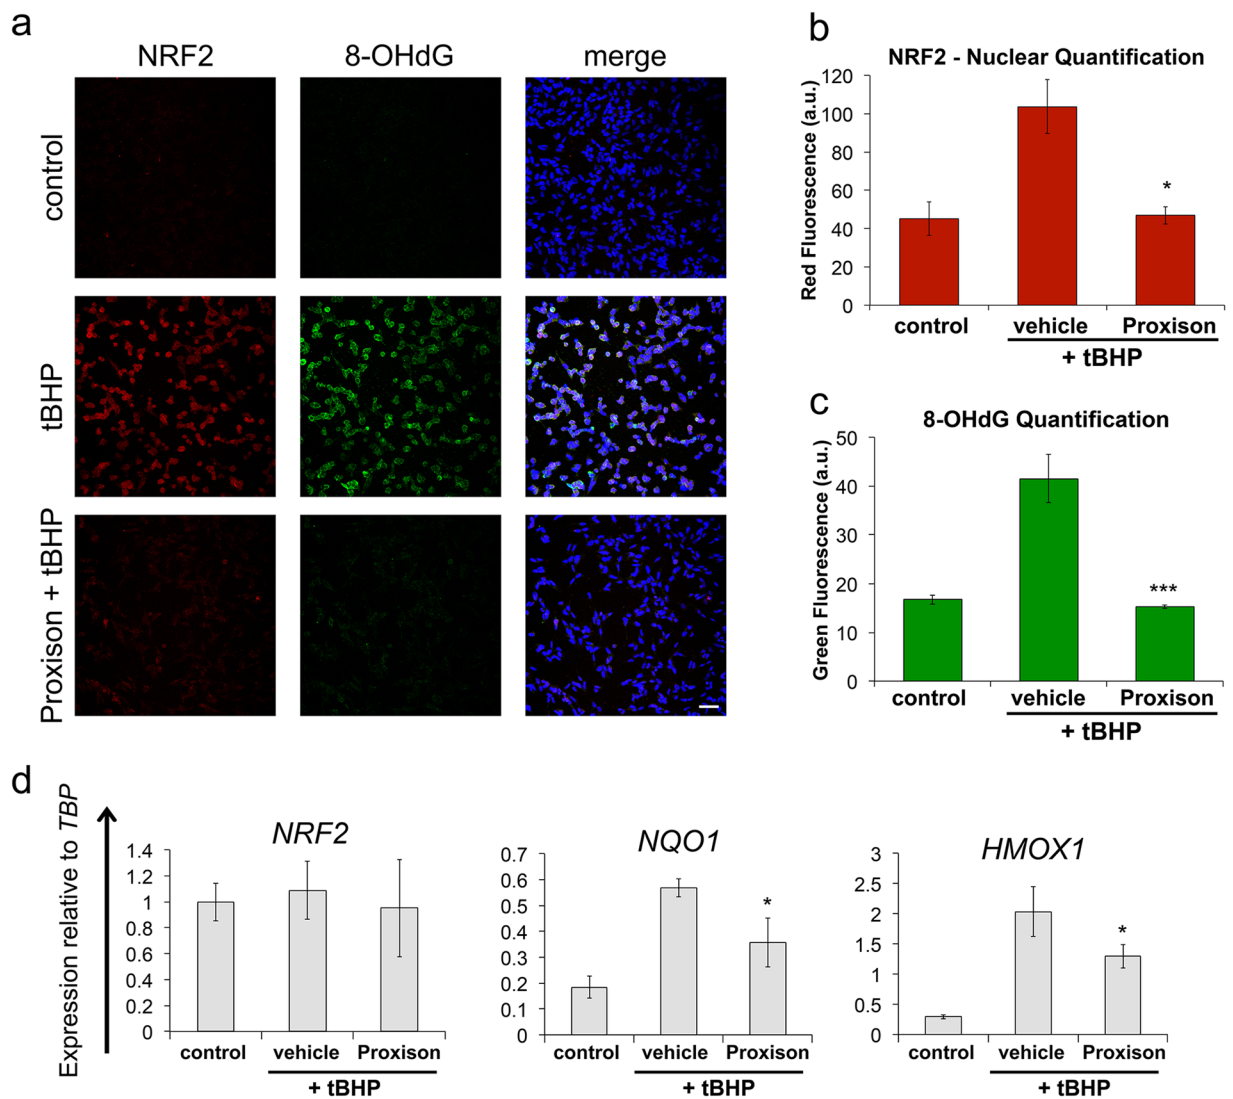 a
NRF2 8-OHdG merge
control
tBHP
Proxison + tBHP
b
NRF2 - Nuclear Quantification
Red Fluorescence (a.u.)
120
100
80
60
40
20
0
*
control vehicle Proxison
+ tBHP
c
8-OHdG Quantification
Green Fluorescence (a.u.)
50
40
30
20
10
0
***
control vehicle Proxison
+ tBHP
d
Expression relative to TBP
NRF2
1.4
1.2
1
0.8
0.6
0.4
0.2
0
control vehicle Proxison
+ tBHP
NQO1
0.7
0.6
0.5
0.4
0.3
0.2
0.1
0
*
control vehicle Proxison
+ tBHP
HMOX1
3
2.5
2
1.5
1
0.5
0
*
control vehicle Proxison
+ tBHP